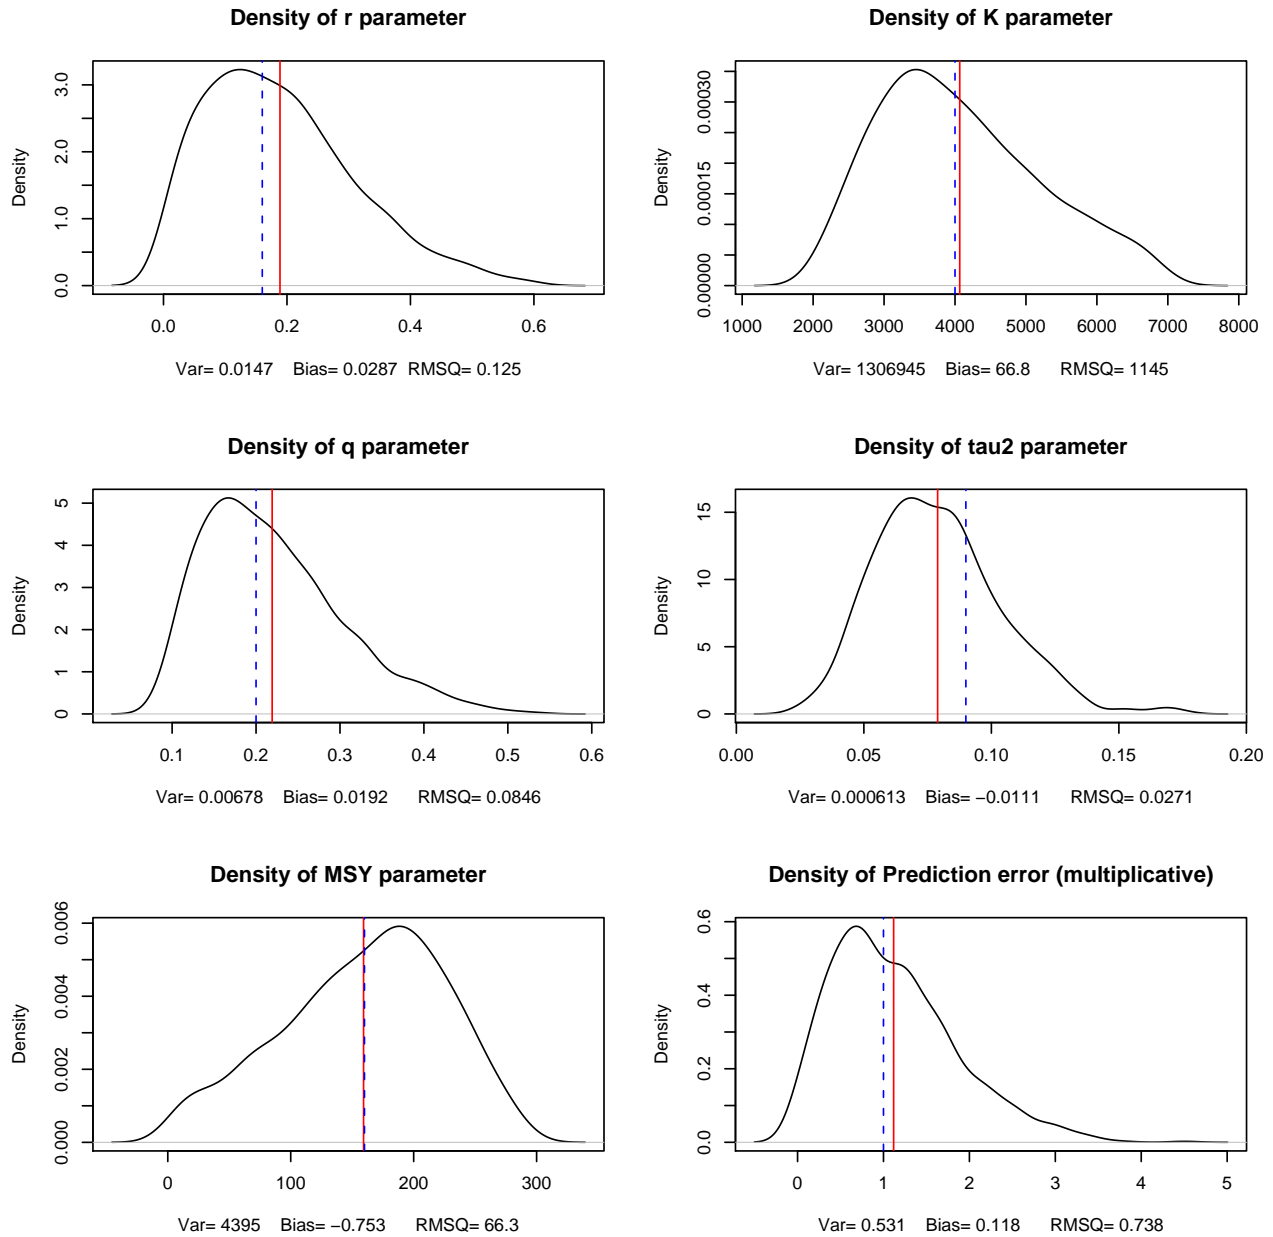 Density of r parameter
Density
3.0
2.0
1.0
0.0
0.0 0.2 0.4 0.6
Var= 0.0147 Bias= 0.0287 RMSQ= 0.125
Density of K parameter
Density
0.00030
0.00015
0.000000
1000 2000 3000 4000 5000 6000 7000 8000
Var= 1306945 Bias= 66.8 RMSQ= 1145
Density of q parameter
Density
5
4
3
2
1
0
0.1 0.2 0.3 0.4 0.5 0.6
Var= 0.00678 Bias= 0.0192 RMSQ= 0.0846
Density of tau2 parameter
Density
15
10
5
0
0.00 0.05 0.10 0.15 0.20
Var= 0.000613 Bias= −0.0111 RMSQ= 0.0271
Density of MSY parameter
Density
0.006
0.004
0.002
0.000
0 100 200 300
Var= 4395 Bias= −0.753 RMSQ= 66.3
Density of Prediction error (multiplicative)
Density
0.6
0.4
0.2
0.0
0 1 2 3 4 5
Var= 0.531 Bias= 0.118 RMSQ= 0.738